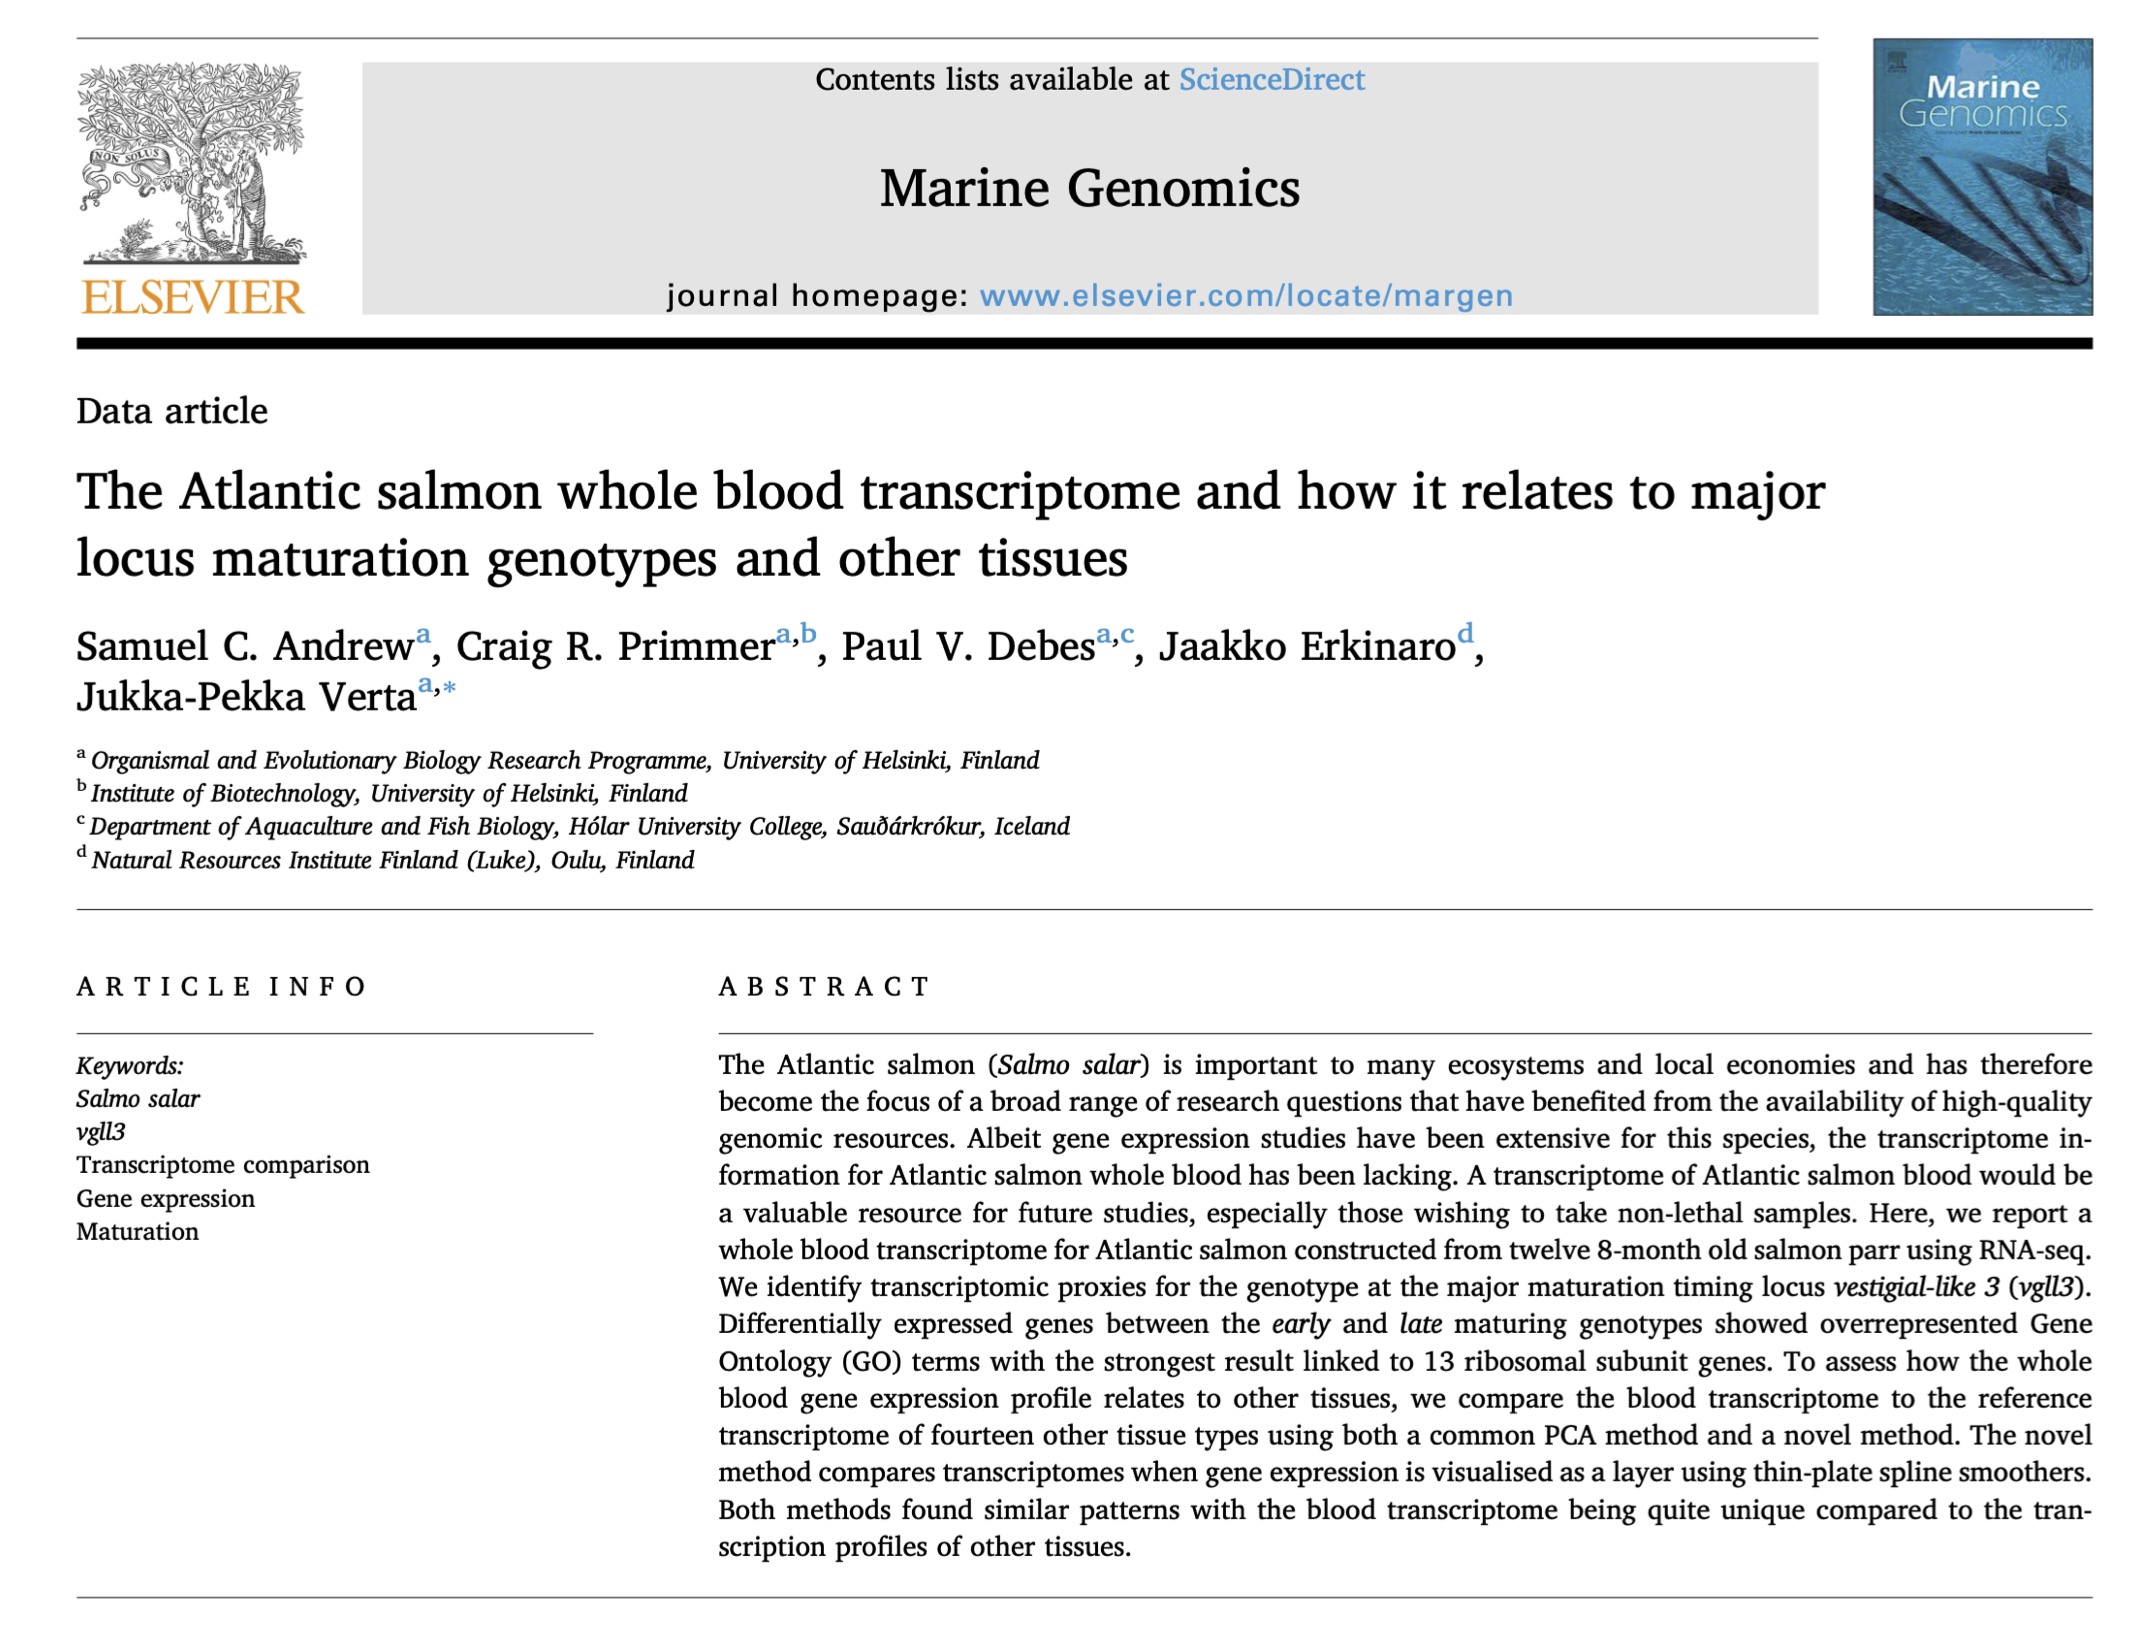 Contents lists available at ScienceDirect
Marine Genomics
journal homepage: www.elsevier.com/locate/margen
NON SOLUS
ELSEVIER
Marine
Genomics
Data article
The Atlantic salmon whole blood transcriptome and how it relates to major
locus maturation genotypes and other tissues
Samuel C. Andrew a, Craig R. Primmer a,b, Paul V. Debes a,c, Jaakko Erkinaro d,
Jukka-Pekka Verta a,*
a Organismal and Evolutionary Biology Research Programme, University of Helsinki, Finland
b Institute of Biotechnology, University of Helsinki, Finland
c Department of Aquaculture and Fish Biology, Hólar University College, Sauðárkrókur, Iceland
d Natural Resources Institute Finland (Luke), Oulu, Finland
ARTICLE INFO
Keywords:
Salmo salar
vgll3
Transcriptome comparison
Gene expression
Maturation
ABSTRACT
The Atlantic salmon (Salmo salar) is important to many ecosystems and local economies and has therefore
become the focus of a broad range of research questions that have benefited from the availability of high-quality
genomic resources. Albeit gene expression studies have been extensive for this species, the transcriptome in-
formation for Atlantic salmon whole blood has been lacking. A transcriptome of Atlantic salmon blood would be
a valuable resource for future studies, especially those wishing to take non-lethal samples. Here, we report a
whole blood transcriptome for Atlantic salmon constructed from twelve 8-month old salmon parr using RNA-seq.
We identify transcriptomic proxies for the genotype at the major maturation timing locus vestigial-like 3 (vgll3).
Differentially expressed genes between the early and late maturing genotypes showed overrepresented Gene
Ontology (GO) terms with the strongest result linked to 13 ribosomal subunit genes. To assess how the whole
blood gene expression profile relates to other tissues, we compare the blood transcriptome to the reference
transcriptome of fourteen other tissue types using both a common PCA method and a novel method. The novel
method compares transcriptomes when gene expression is visualised as a layer using thin-plate spline smoothers.
Both methods found similar patterns with the blood transcriptome being quite unique compared to the tran-
scription profiles of other tissues.